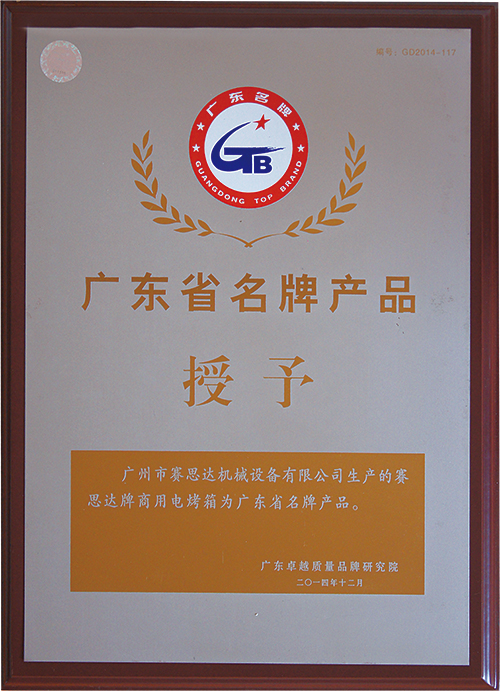 编号：GD2014-117
广东名牌
GTB
GUANGDONG TOP BRAND
广东省名牌产品
授予
广州市赛思达机械设备有限公司生产的赛
思达牌商用电烤箱为广东省名牌产品。
广东卓越质量品牌研究院
二〇一四年十二月